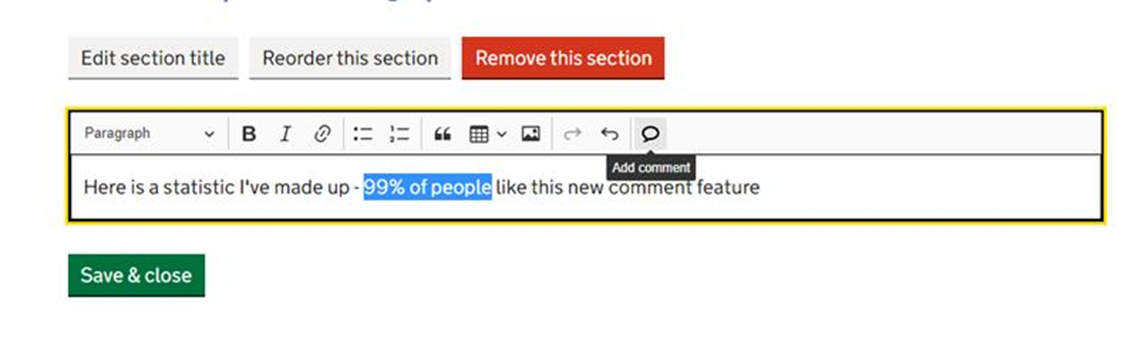 Edit section title Reorder this section Remove this section
Paragraph B I
Add comment
Here is a statistic I've made up - 99% of people like this new comment feature
Save & close